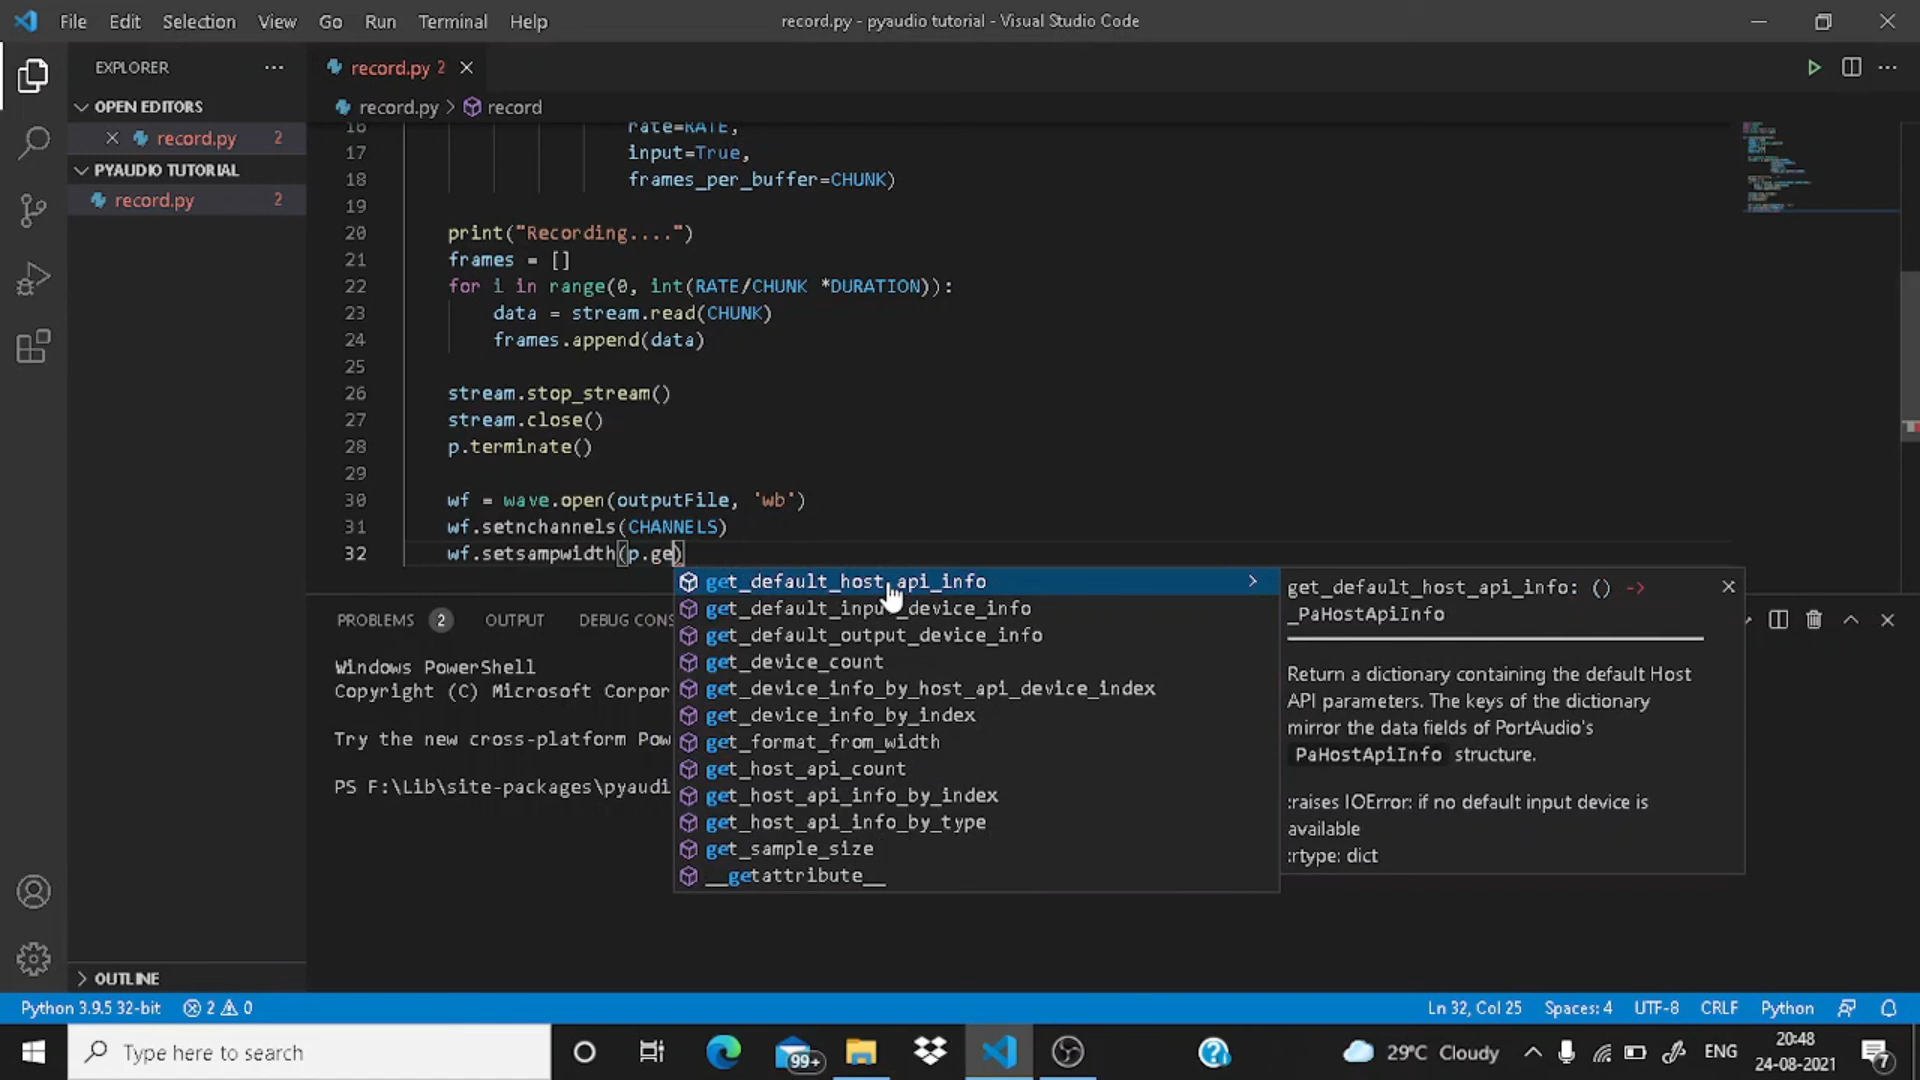 File Edit Selection View Go Run Terminal Help
record.py - pyaudio tutorial - Visual Studio Code
EXPLORER
OPEN EDITORS
record.py 2
PYAUDIO TUTORIAL
record.py 2
OUTLINE
record.py 2
record.py > record
16 rate=RATE,
17 input=True,
18 frames_per_buffer=CHUNK)
19
20 print("Recording....")
21 frames = []
22 for i in range(0, int(RATE/CHUNK *DURATION)):
23 data = stream.read(CHUNK)
24 frames.append(data)
25
26 stream.stop_stream()
27 stream.close()
28 p.terminate()
29
30 wf = wave.open(outputFile, 'wb')
31 wf.setnchannels(CHANNELS)
32 wf.setsampwidth(p.ge)
get_default_host_api_info
get_default_input_device_info
get_default_output_device_info
get_device_count
get_device_info_by_host_api_device_index
get_device_info_by_index
get_format_from_width
get_host_api_count
get_host_api_info_by_index
get_host_api_info_by_type
get_sample_size
__getattribute__
get_default_host_api_info: () ->
_PaHostApiInfo
Return a dictionary containing the default Host
API parameters. The keys of the dictionary
mirror the data fields of PortAudio's
PaHostApiInfo structure.
:raises IOError: if no default input device is
available
:rtype: dict
PROBLEMS 2 OUTPUT DEBUG CONS
Windows PowerShell
Copyright (C) Microsoft Corpor
Try the new cross-platform Pow
PS F:\Lib\site-packages\pyaudi
Python 3.9.5 32-bit 2 0
Ln 32, Col 25 Spaces: 4 UTF-8 CRLF Python
Type here to search
99+
29°C Cloudy
ENG
20:48
24-08-2021
7